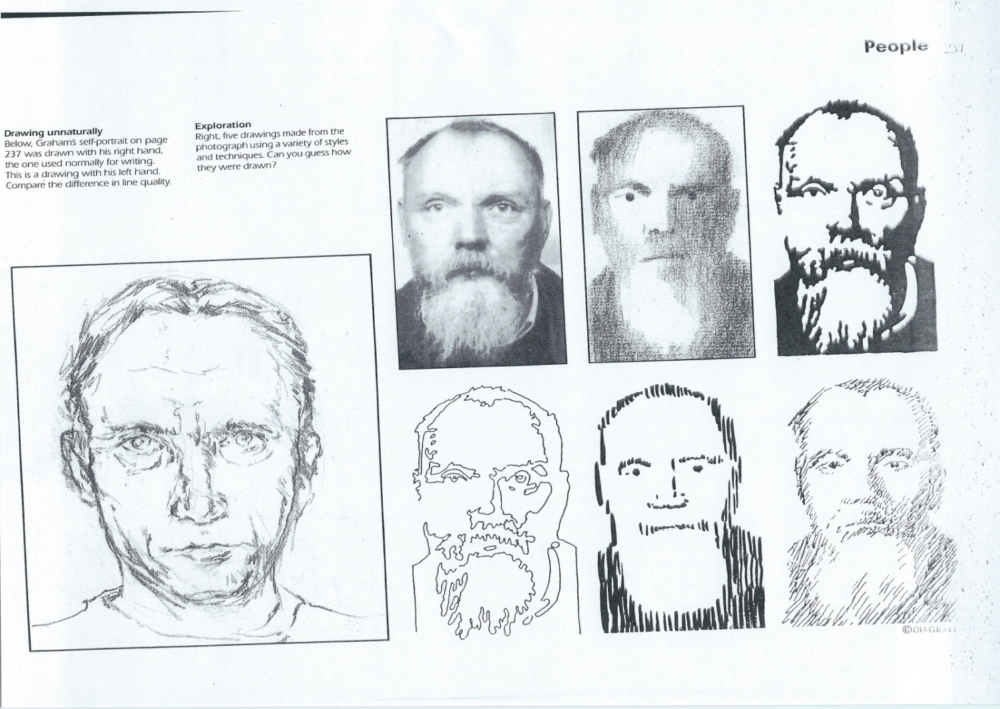 People
Drawing unnaturally
Below, Graham's self-portrait on page
237 was drawn with his right hand,
the one used normally for writing.
This is a drawing with his left hand.
Compare the difference in line quality.
Exploration
Right, five drawings made from the
photograph using a variety of styles
and techniques. Can you guess how
they were drawn?
©DIAGRAM